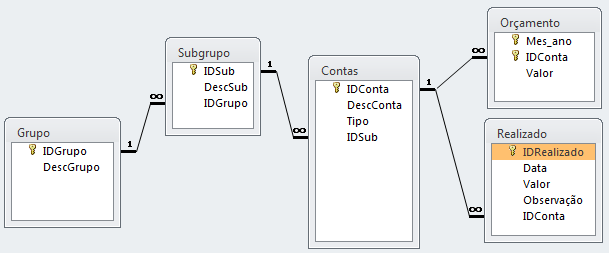 Grupo
IDGrupo
DescGrupo
1
∞
Subgrupo
IDSub
DescSub
IDGrupo
1
∞
Contas
IDConta
DescConta
Tipo
IDSub
1
∞
∞
Orçamento
Mes_ano
IDConta
Valor
Realizado
IDRealizado
Data
Valor
Observação
IDConta